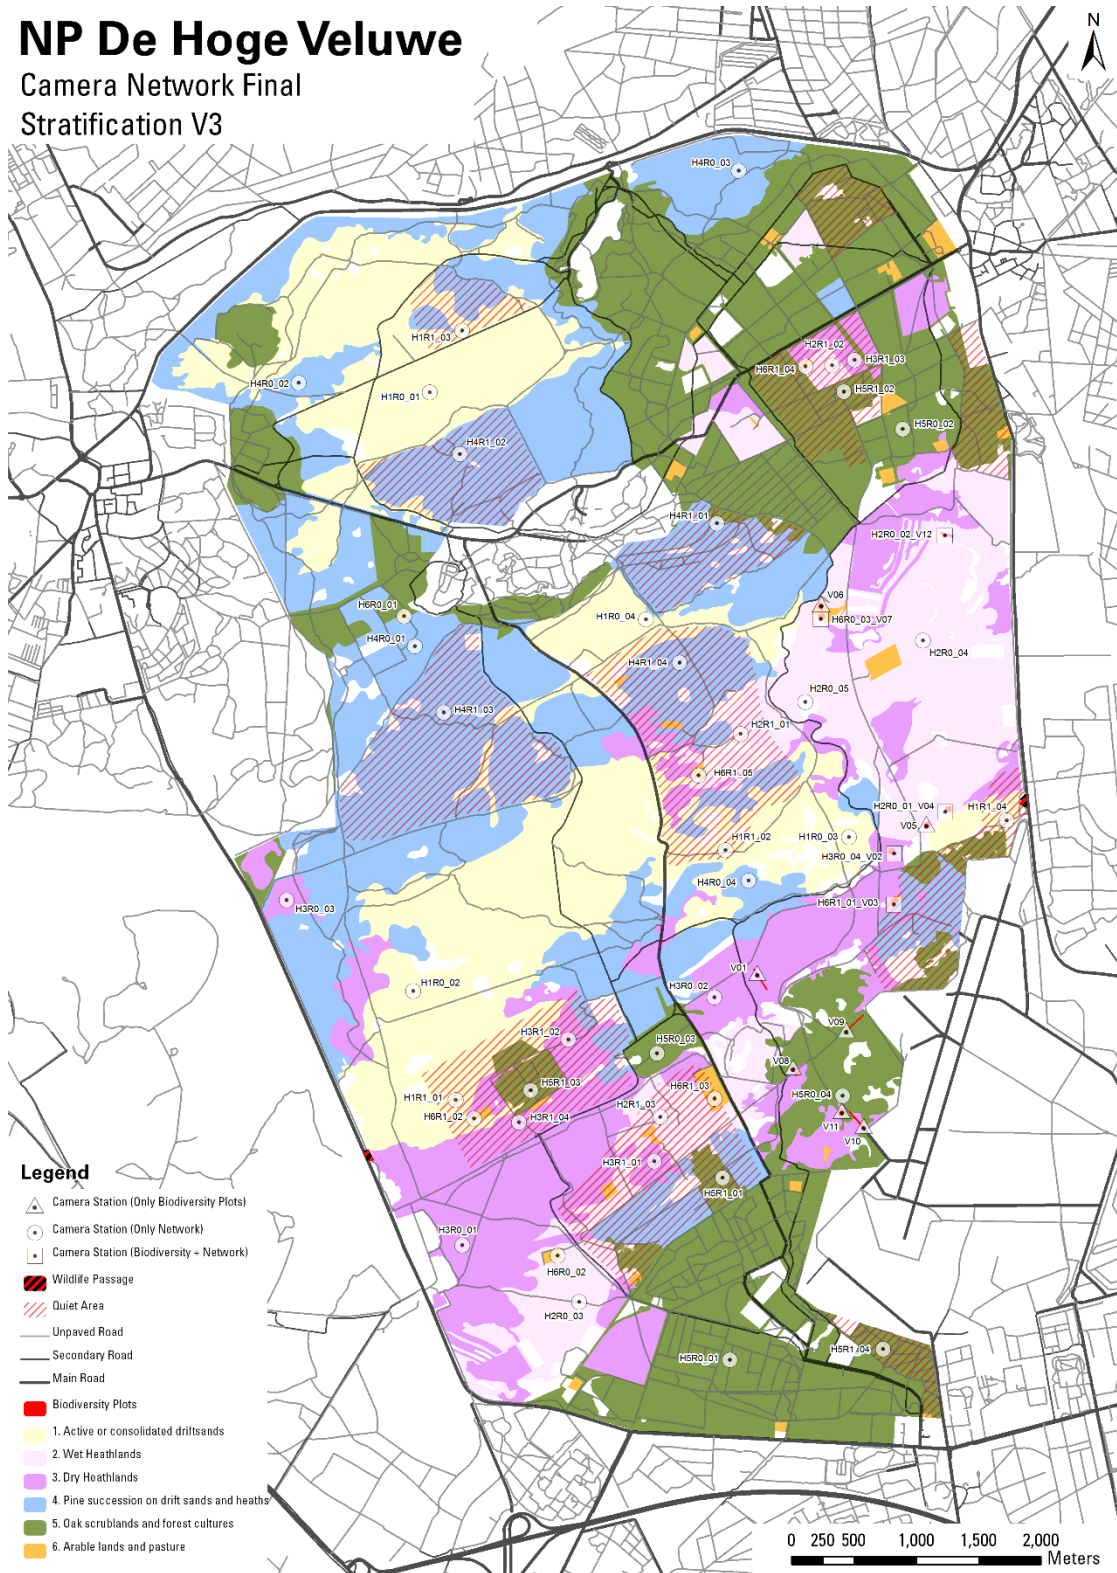 NP De Hoge Veluwe
Camera Network Final
Stratification V3
N
H4R0_03
H1R1_03
H2R1_02
H3R1_03
H6R1_04
H4R0_02
H1R0_01
H5R1_02
H5R0_02
H4R1_02
H4R1_01
H2R0_02_V12
V06
H6R0_01
H1R0_04
H6R0_03_V07
H4R0_01
H2R0_04
H4R1_04
H2R0_05
H4R1_03
H2R1_01
H6R1_05
H2R0_01_V04
H1R1_04
V05
H1R0_03
H1R1_02
H3R0_04_V02
H4R0_04
H3R0_03
H6R1_01_V03
V01
H1R0_02
H3R0_02
V09
H3R1_02
H5R0_03
V08
H5R1_03
H6R1_03
H5R0_04
H1R1_01
H6R1_02
H3R1_04
H2R1_03
V11
V10
H3R1_01
H5R1_01
H3R0_01
H6R0_02
H2R0_03
H5R0_01
H5R1_04
Legend
Camera Station (Only Biodiversity Plots)
Camera Station (Only Network)
Camera Station (Biodiversity + Network)
Wildlife Passage
Quiet Area
Unpaved Road
Secondary Road
Main Road
Biodiversity Plots
1. Active or consolidated driftsands
2. Wet Heathlands
3. Dry Heathlands
4. Pine succession on drift sands and heaths
5. Oak scrublands and forest cultures
6. Arable lands and pasture
0 250 500 1,000 1,500 2,000
Meters